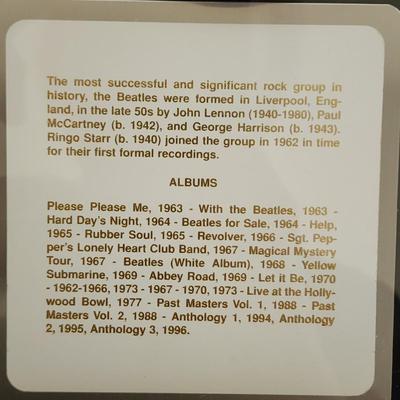 The most successful and significant rock group in
history, the Beatles were formed in Liverpool, Eng-
land, in the late 50s by John Lennon (1940-1980), Paul
McCartney (b. 1942), and George Harrison (b. 1943).
Ringo Starr (b. 1940) joined the group in 1962 in time
for their first formal recordings.
ALBUMS
Please Please Me, 1963 - With the Beatles, 1963 -
Hard Day's Night, 1964 - Beatles for Sale, 1964 - Help,
1965 - Rubber Soul, 1965 - Revolver, 1966 - Sgt. Pep-
per's Lonely Heart Club Band, 1967 - Magical Mystery
Tour, 1967 - Beatles (White Album), 1968 - Yellow
Submarine, 1969 - Abbey Road, 1969 - Let it Be, 1970
- 1962-1966, 1973 - 1967 - 1970, 1973 - Live at the Holly-
wood Bowl, 1977 - Past Masters Vol. 1, 1988 - Past
Masters Vol. 2, 1988 - Anthology 1, 1994, Anthology
2, 1995, Anthology 3, 1996.